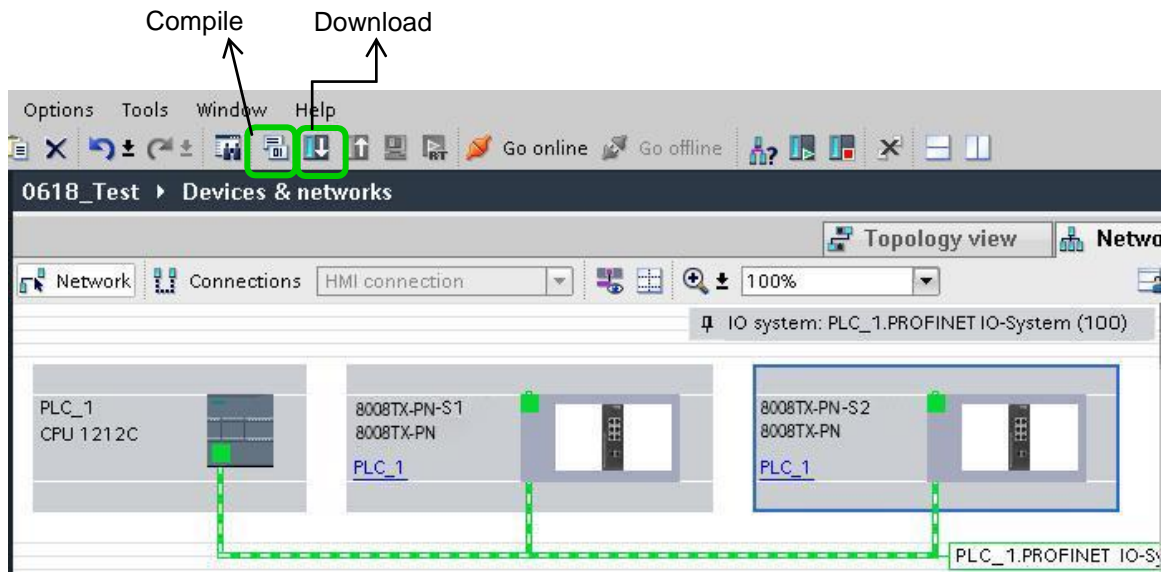 Compile Download
Options Tools Window Help
RT Go online Go offline
0618_Test ▸ Devices & networks
Topology view Netwo
Network Connections HMI connection 100%
IO system: PLC_1.PROFINET IO-System (100)
PLC_1
CPU 1212C
8008TX-PN-S1
8008TX-PN
PLC_1
8008TX-PN-S2
8008TX-PN
PLC_1
PLC_1.PROFINET IO-Sy